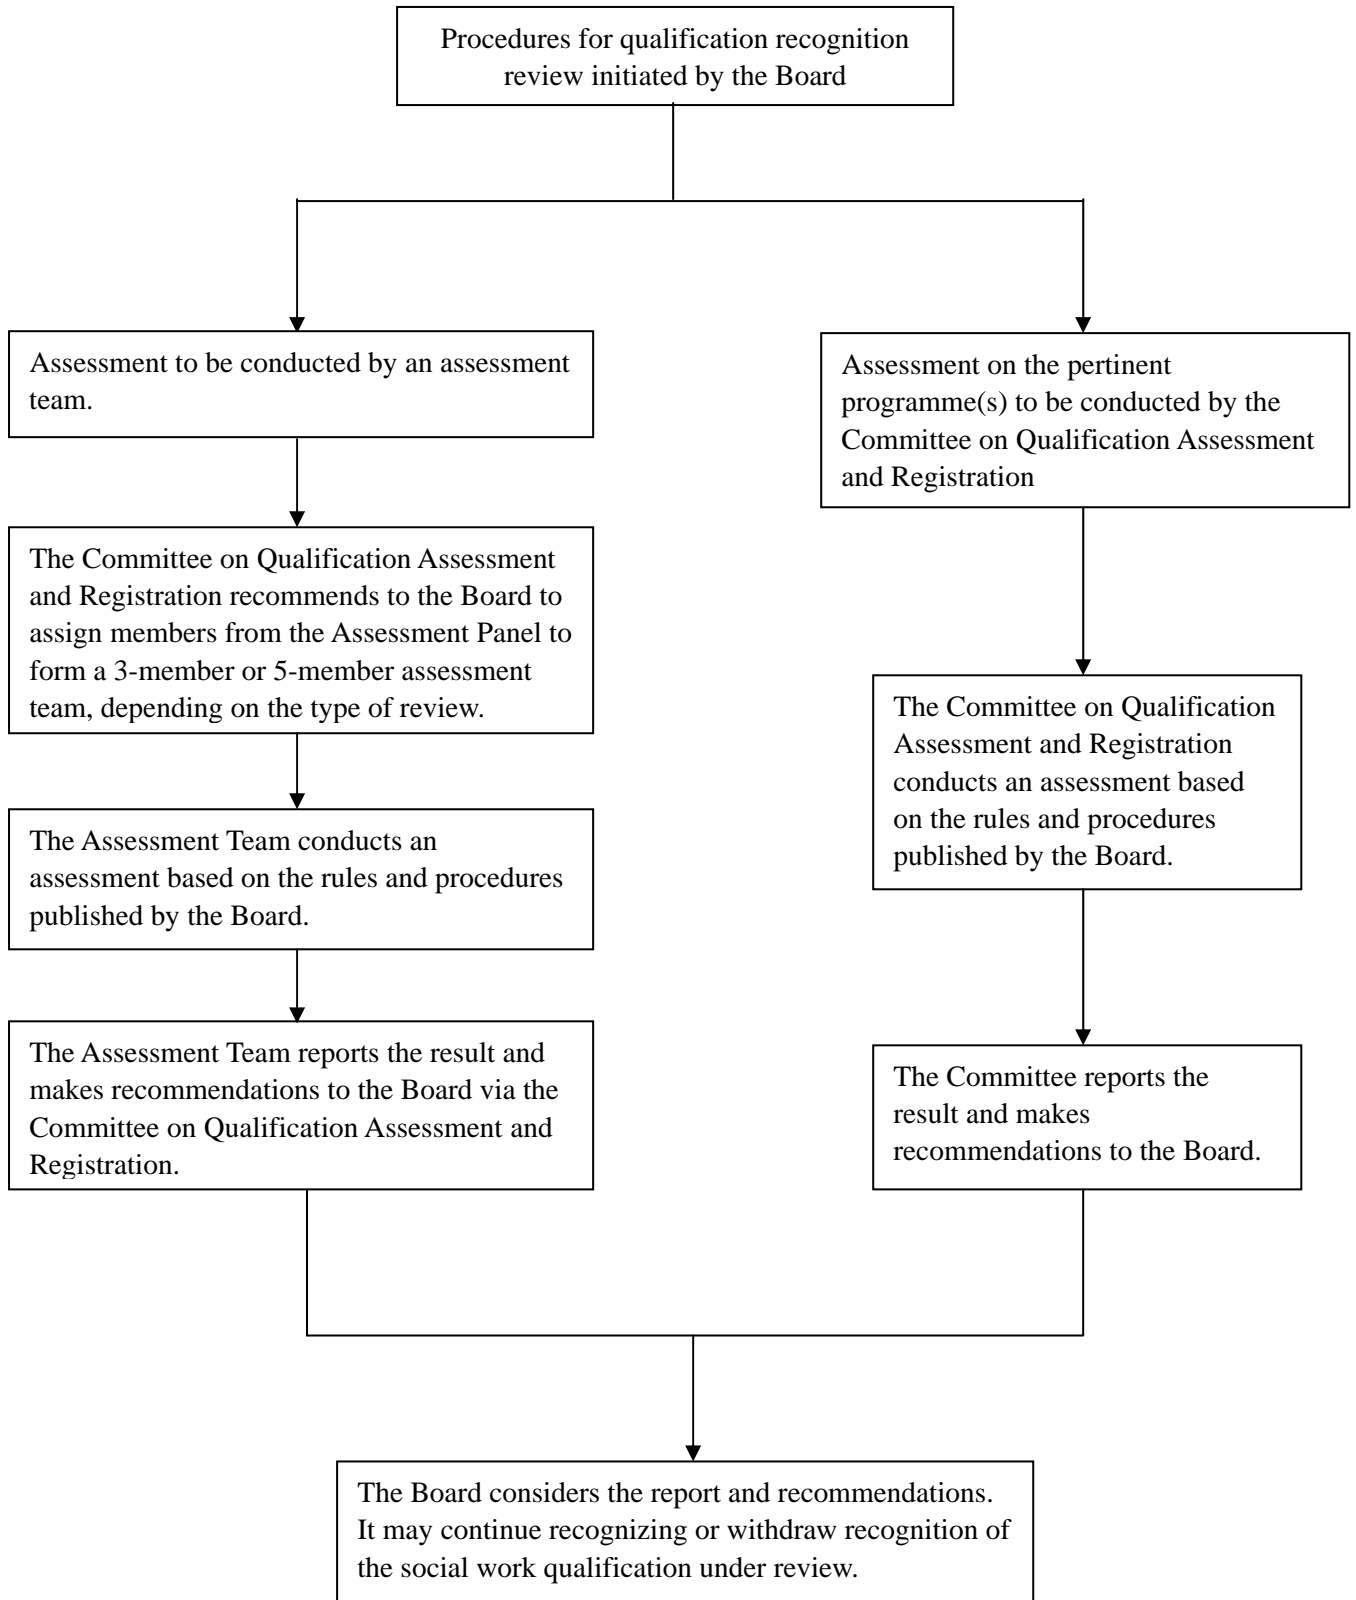 Procedures for qualification recognition
review initiated by the Board
Assessment to be conducted by an assessment
team.
The Committee on Qualification Assessment
and Registration recommends to the Board to
assign members from the Assessment Panel to
form a 3-member or 5-member assessment
team, depending on the type of review.
The Assessment Team conducts an
assessment based on the rules and procedures
published by the Board.
The Assessment Team reports the result and
makes recommendations to the Board via the
Committee on Qualification Assessment and
Registration.
Assessment on the pertinent
programme(s) to be conducted by the
Committee on Qualification Assessment
and Registration
The Committee on Qualification
Assessment and Registration
conducts an assessment based
on the rules and procedures
published by the Board.
The Committee reports the
result and makes
recommendations to the Board.
The Board considers the report and recommendations.
It may continue recognizing or withdraw recognition of
the social work qualification under review.